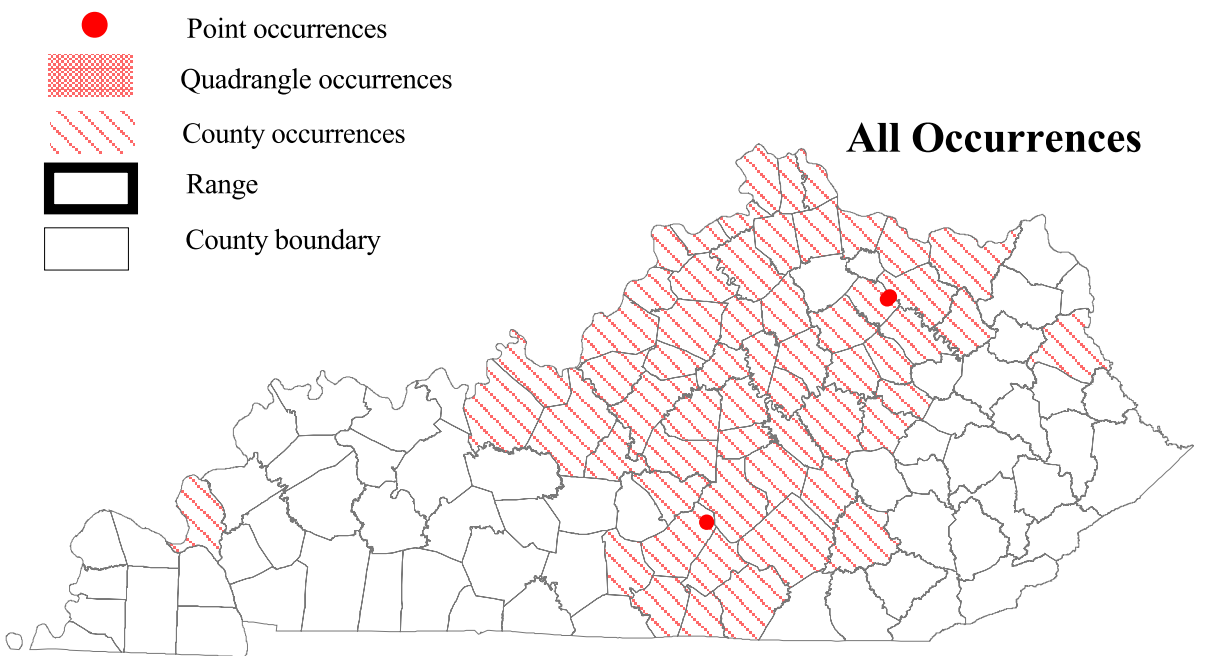 Point occurrences
Quadrangle occurrences
County occurrences
Range
County boundary
All Occurrences